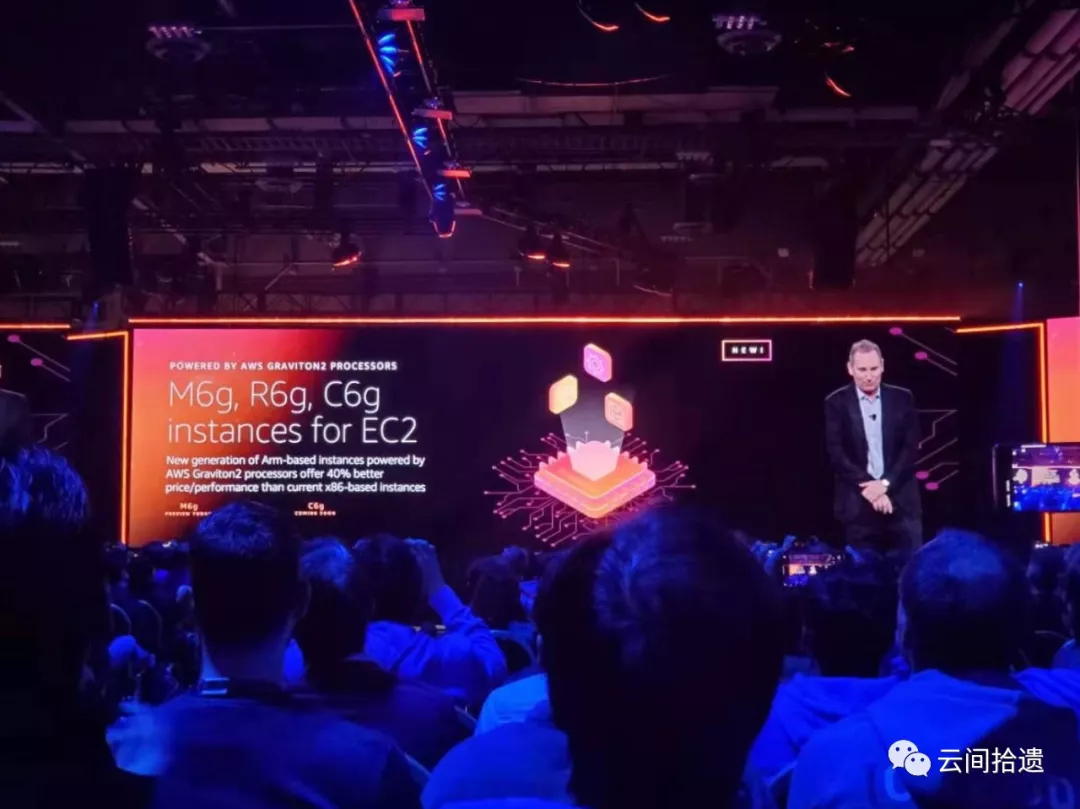 POWERED BY AWS GRAVITON2 PROCESSORS
M6g, R6g, C6g
instances for EC2
New generation of Arm-based instances powered by
AWS Graviton2 processors offer 40% better
price/performance than current x86-based instances
M6g
C6g
PREVIEW
COMING SOON
NEW!
云间拾遗